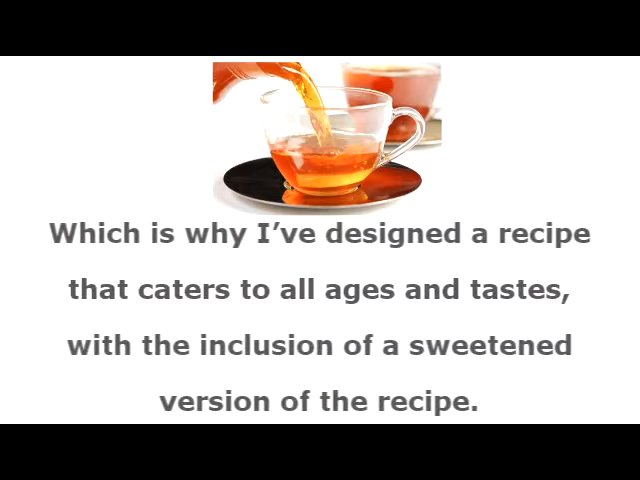 Which is why I’ve designed a recipe
that caters to all ages and tastes,
with the inclusion of a sweetened
version of the recipe.